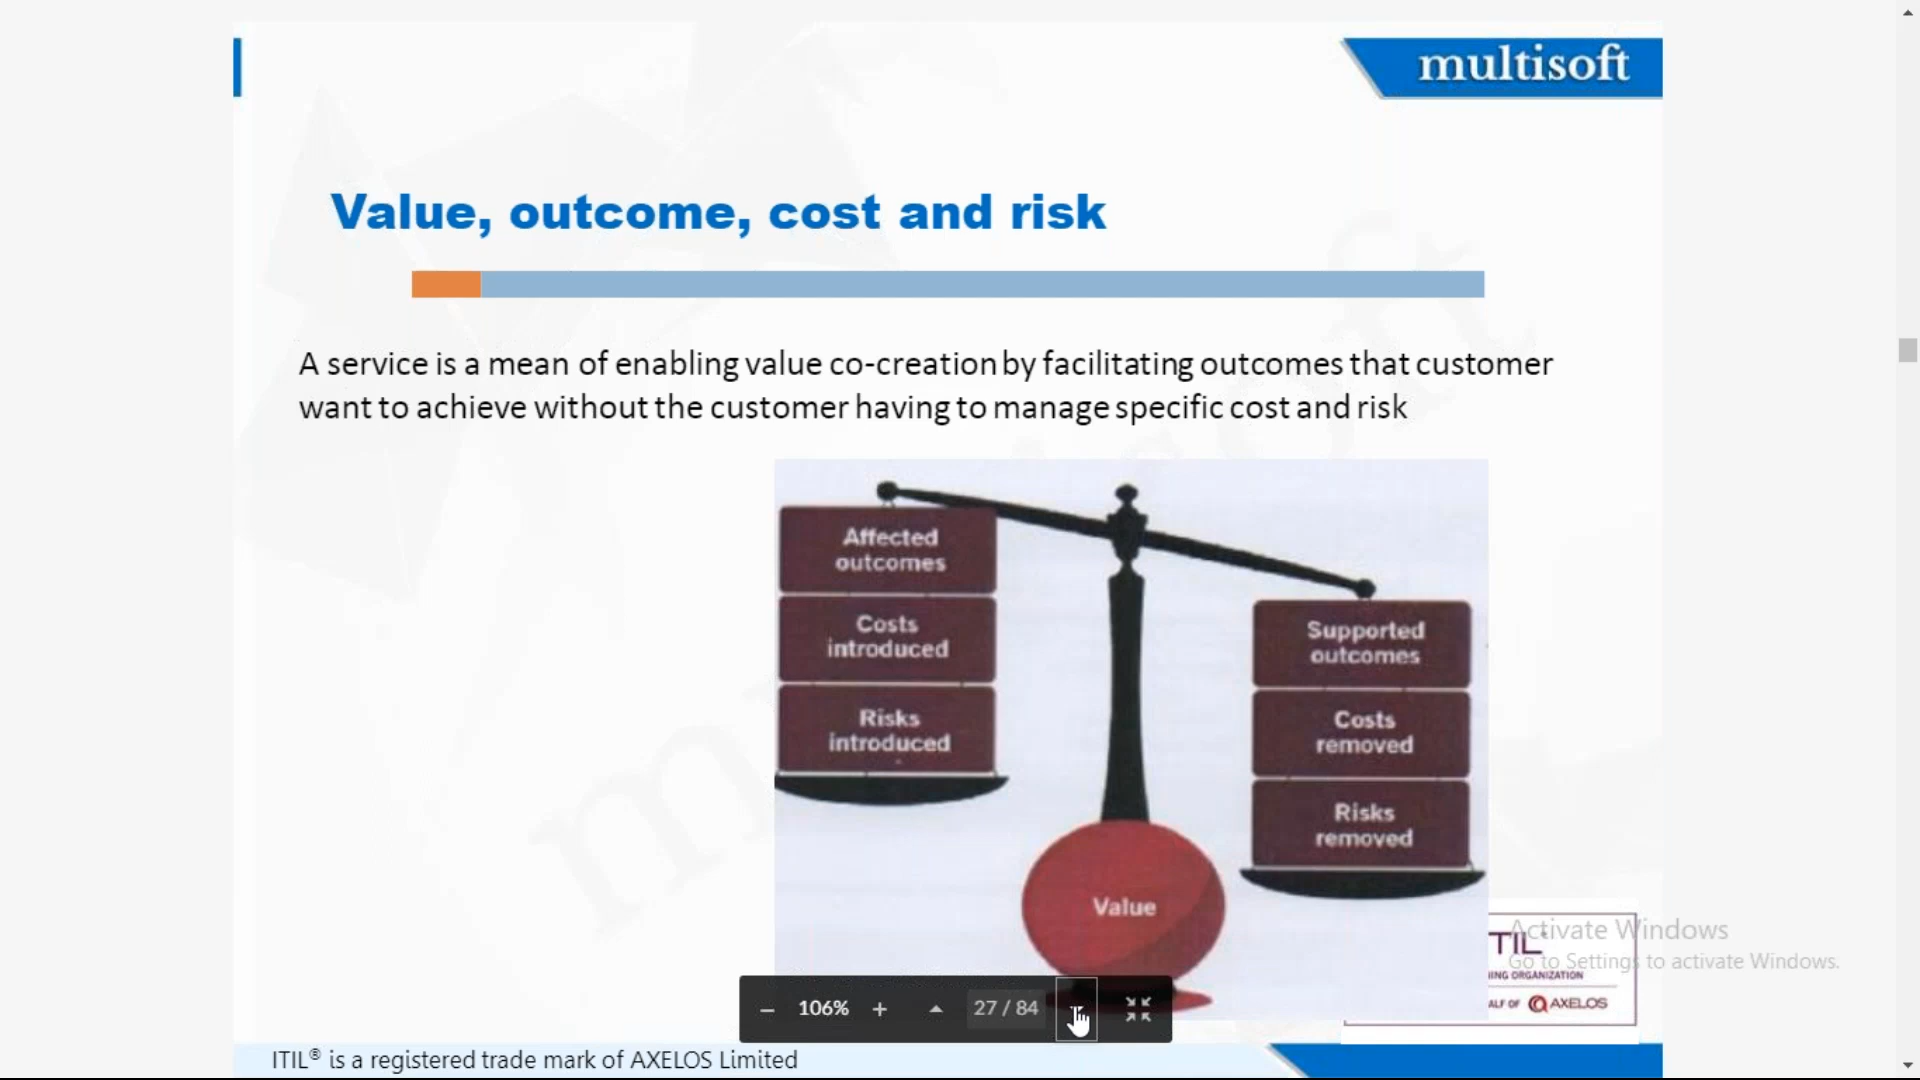 multisoft
Value, outcome, cost and risk
A service is a mean of enabling value co-creation by facilitating outcomes that customer
want to achieve without the customer having to manage specific cost and risk
Affected
outcomes
Costs
introduced
Risks
introduced
Supported
outcomes
Costs
removed
Risks
removed
Value
Activate Windows
Go to Settings to activate Windows.
TIL
ORGANIZATION
OF AXELOS
106%
27 / 84
ITIL® is a registered trade mark of AXELOS Limited